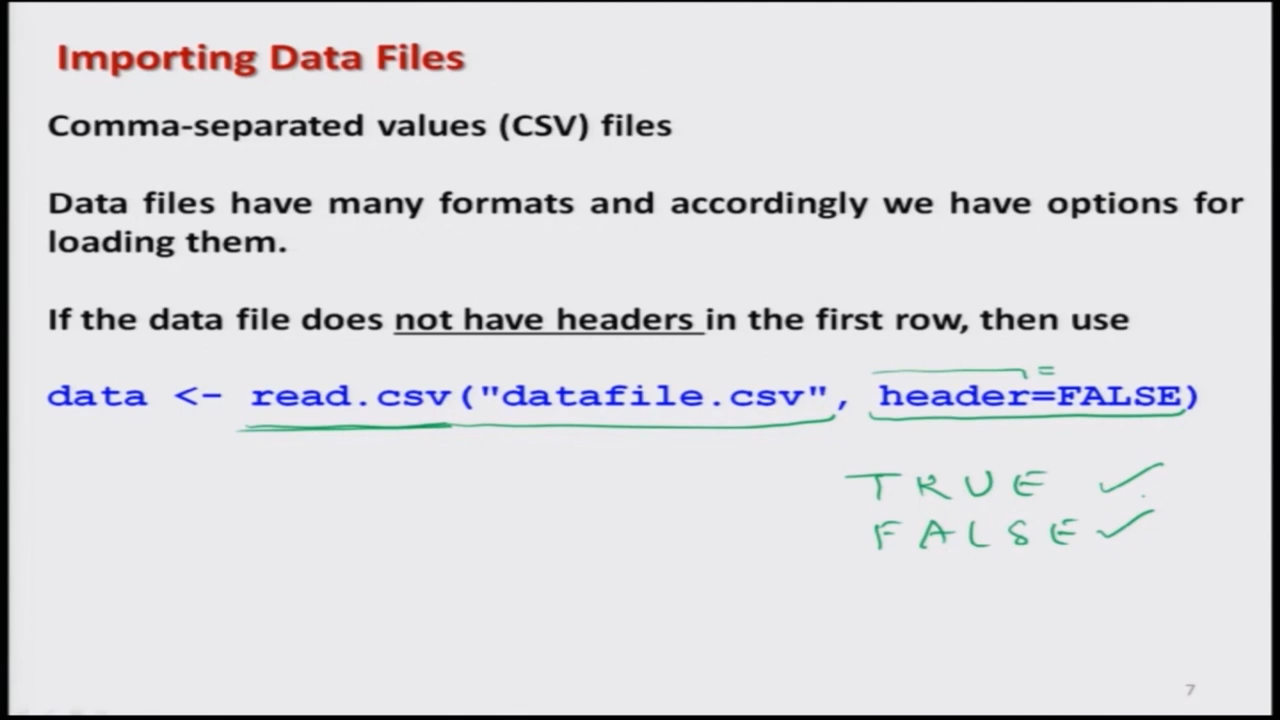 Importing Data Files
Comma-separated values (CSV) files
Data files have many formats and accordingly we have options for
loading them.
If the data file does not have headers in the first row, then use
=
data <- read.csv("datafile.csv", header=FALSE)
TRUE ✓
FALSE ✓
7